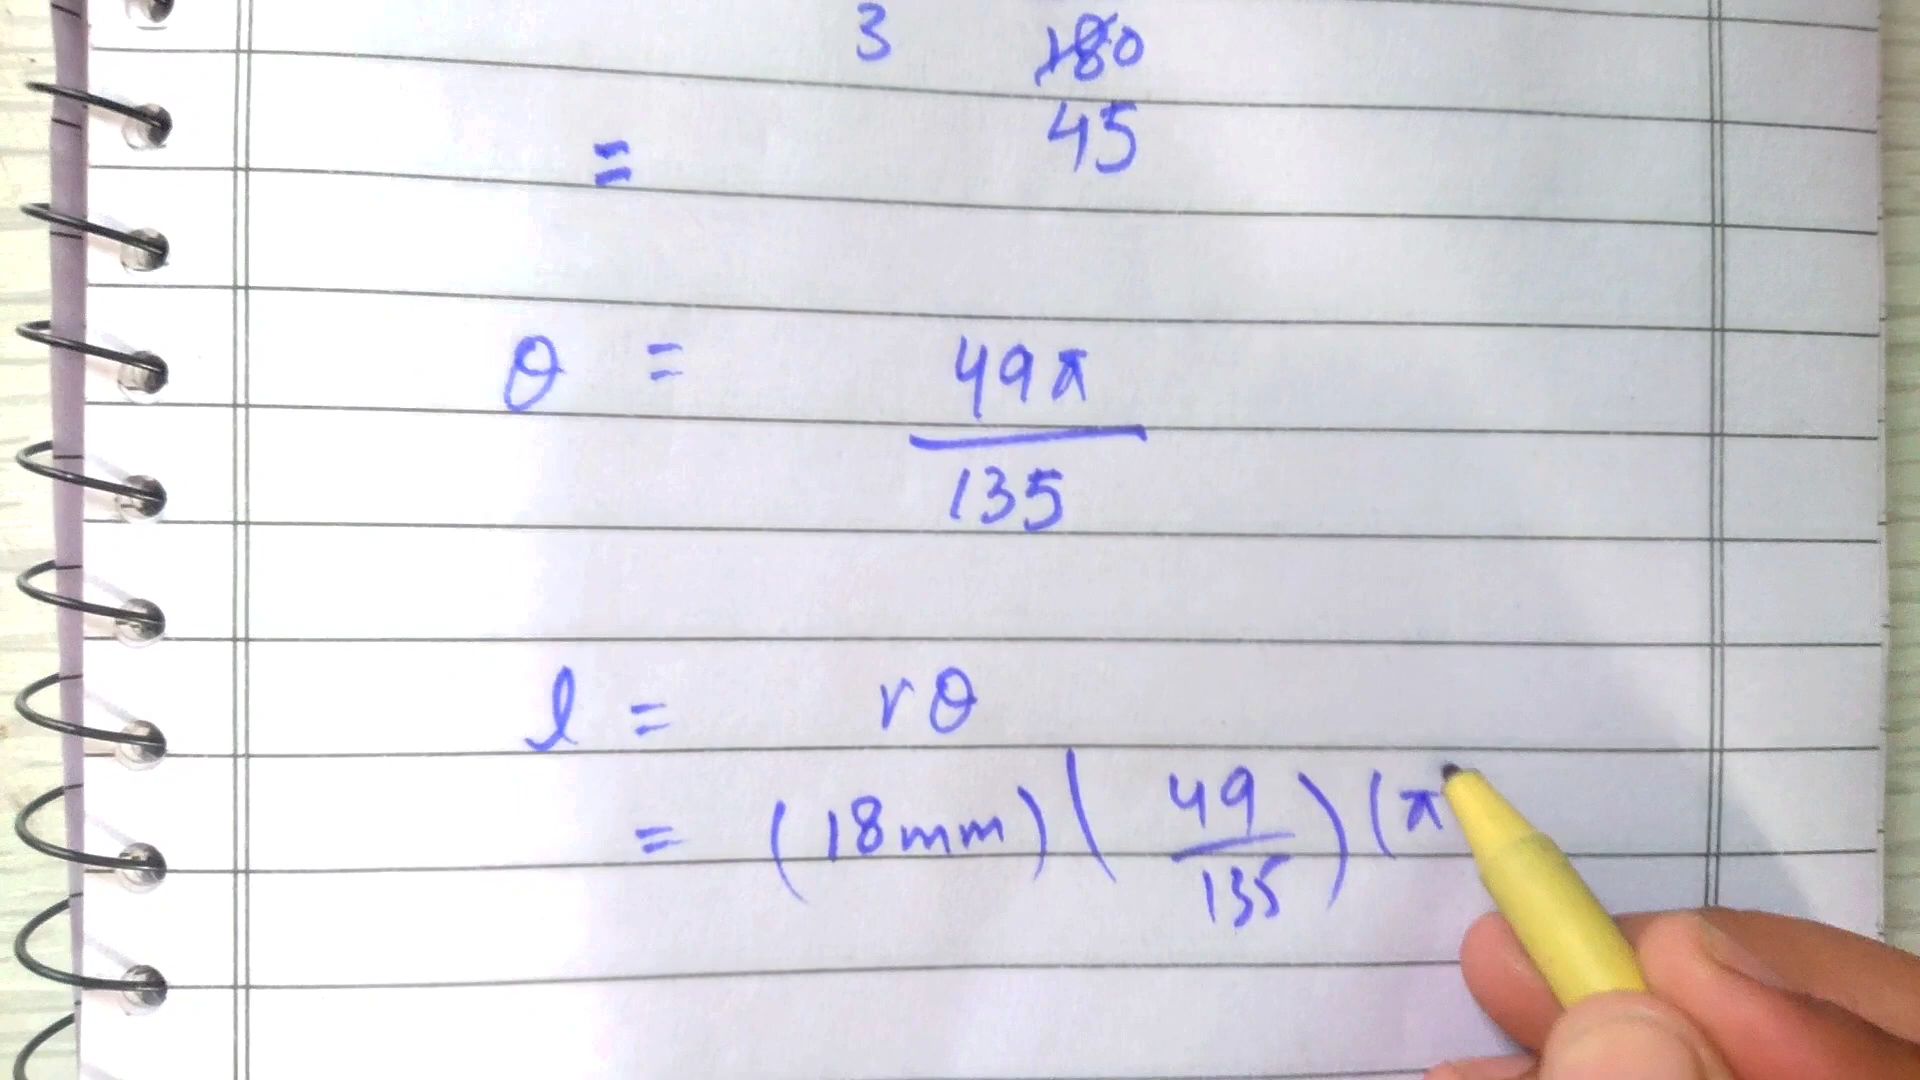 3 180
45
=
θ = 49π
135
l = rθ
= (18mm) (49/135) (π